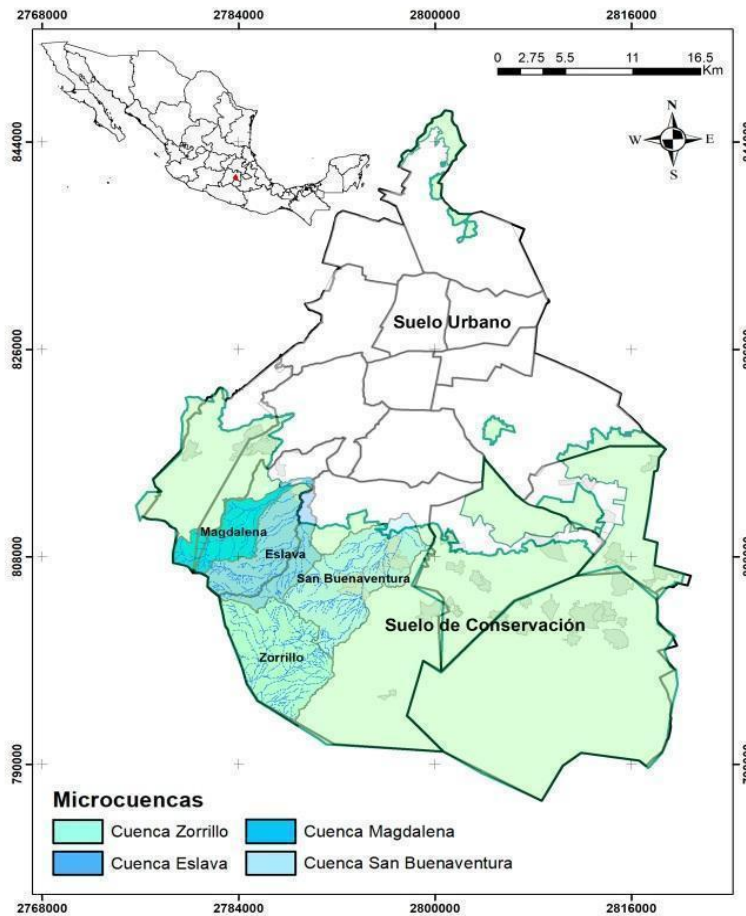 2768000 2784000 2800000 2816000
0 2.75 5.5 11 16.5
Km
N
W E
S
844000
826000
Suelo Urbano
Magdalena
Eslava
808000
San Buenaventura
Suelo de Conservación
Zorrillo
790000
Microcuencas
Cuenca Zorrillo Cuenca Magdalena
Cuenca Eslava Cuenca San Buenaventura
2768000 2784000 2800000 2816000